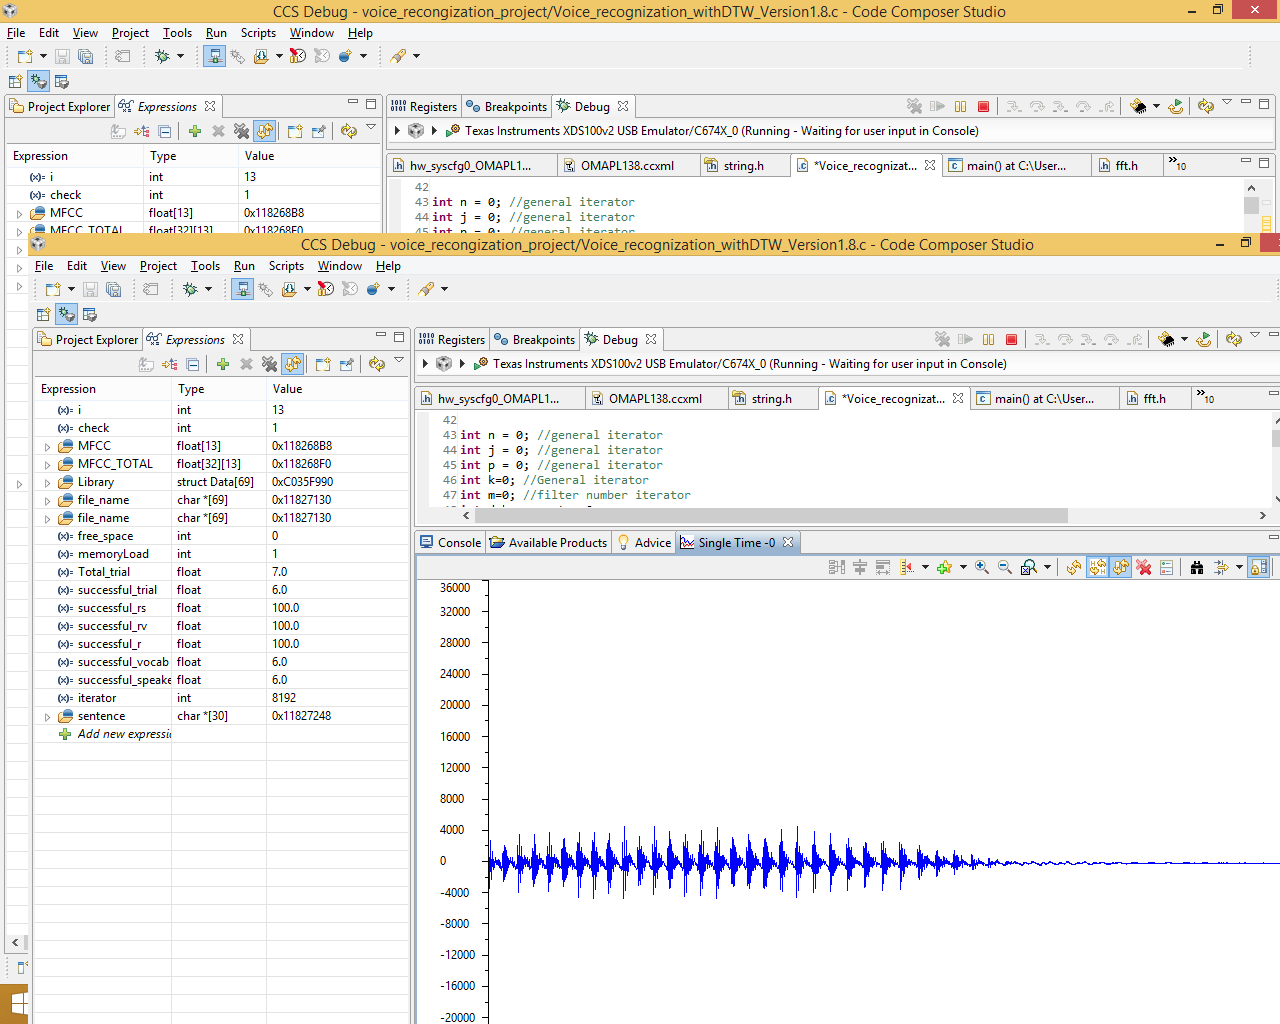 CCS Debug - voice_recongization_project/Voice_recognization_withDTW_Version1.8.c - Code Composer Studio
File Edit View Project Tools Run Scripts Window Help
Project Explorer Expressions
Registers Breakpoints Debug
Texas Instruments XDS100v2 USB Emulator/C674X_0 (Running - Waiting for user input in Console)
Expression Type Value
hw_syscfg0_OMAPL1... OMAPL138.ccxml string.h *Voice_recognizat... main() at C:\User... fft.h »10
i int 13
check int 1
MFCC float[13] 0x118268B8
MFCC_TOTAL float[32][13] 0x118268F0
42
43 int n = 0; //general iterator
44 int j = 0; //general iterator
45 int p = 0; //general iterator
CCS Debug - voice_recongization_project/Voice_recognization_withDTW_Version1.8.c - Code Composer Studio
File Edit View Project Tools Run Scripts Window Help
Project Explorer Expressions
Registers Breakpoints Debug
Texas Instruments XDS100v2 USB Emulator/C674X_0 (Running - Waiting for user input in Console)
Expression Type Value
i int 13
check int 1
MFCC float[13] 0x118268B8
MFCC_TOTAL float[32][13] 0x118268F0
Library struct Data[69] 0xC035F990
file_name char *[69] 0x11827130
file_name char *[69] 0x11827130
free_space int 0
memoryLoad int 1
Total_trial float 7.0
successful_trial float 6.0
successful_rs float 100.0
successful_rv float 100.0
successful_r float 100.0
successful_vocab float 6.0
successful_speake float 6.0
iterator int 8192
sentence char *[30] 0x11827248
Add new expressi
hw_syscfg0_OMAPL1... OMAPL138.ccxml string.h *Voice_recognizat... main() at C:\User... fft.h »10
42
43 int n = 0; //general iterator
44 int j = 0; //general iterator
45 int p = 0; //general iterator
46 int k=0; //General iterator
47 int m=0; //filter number iterator
Console Available Products Advice Single Time -0
36000
32000
28000
24000
20000
16000
12000
8000
4000
0
-4000
-8000
-12000
-16000
-20000